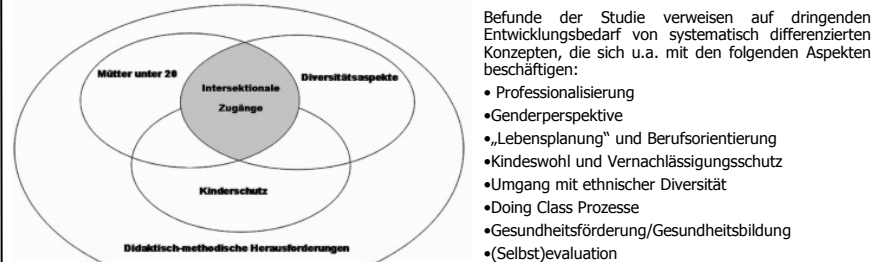 Mütter unter 20
Diversitätsaspekte
Intersektionale
Zugänge
Kinderschutz
Didaktisch-methodische Herausforderungen
Befunde der Studie verweisen auf dringenden
Entwicklungsbedarf von systematisch differenzierten
Konzepten, die sich u.a. mit den folgenden Aspekten
beschäftigen:
• Professionalisierung
•Genderperspektive
•„Lebensplanung“ und Berufsorientierung
•Kindeswohl und Vernachlässigungsschutz
•Umgang mit ethnischer Diversität
•Doing Class Prozesse
•Gesundheitsförderung/Gesundheitsbildung
•(Selbst)evaluation